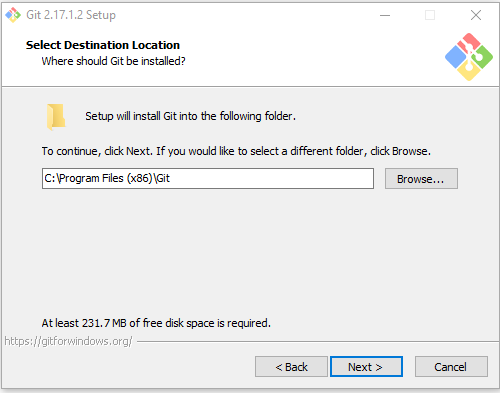 Git 2.17.1.2 Setup
Select Destination Location
Where should Git be installed?
Setup will install Git into the following folder.
To continue, click Next. If you would like to select a different folder, click Browse.
C:\Program Files (x86)\Git
Browse...
At least 231.7 MB of free disk space is required.
https://gitforwindows.org/
< Back
Next >
Cancel